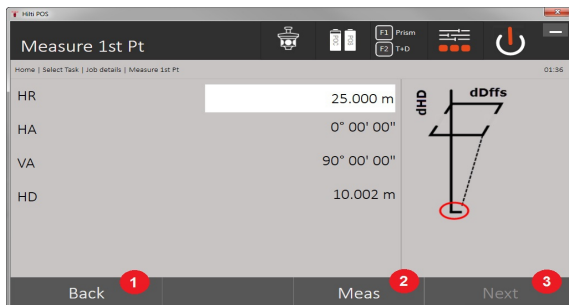 Hilti POS
Measure 1st Pt
POC
POS
F1 Prism
F2 T+D
Home | Select Task | Job details | Measure 1st Pt
01:36
HR 25.000 m
HA 0° 00' 00"
VA 90° 00' 00"
HD 10.002 m
dHD
dDffs
1
2
3
Back
Meas
Next